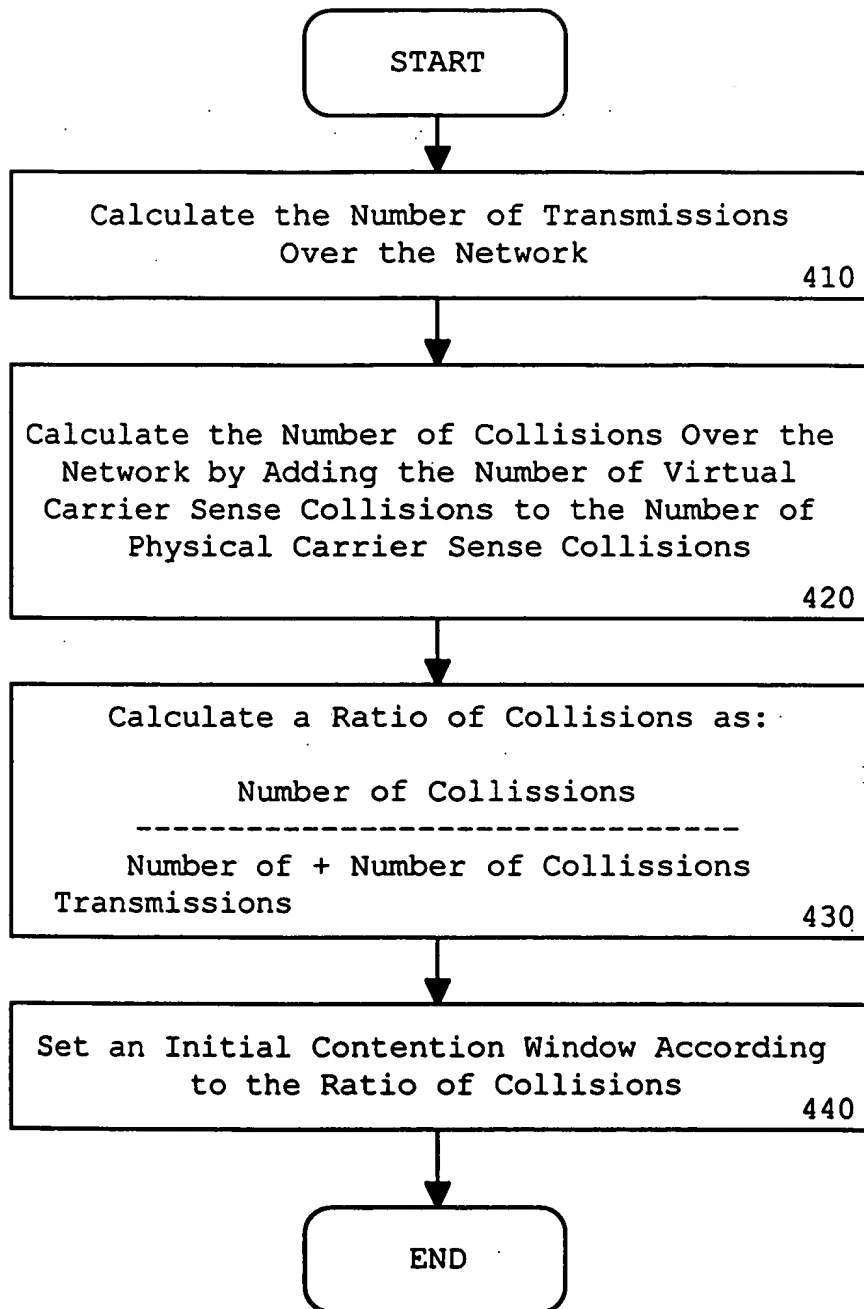 START
Calculate the Number of Transmissions
Over the Network
410
Calculate the Number of Collisions Over the
Network by Adding the Number of Virtual
Carrier Sense Collisions to the Number of
Physical Carrier Sense Collisions
420
Calculate a Ratio of Collisions as:
Number of Collissions
---------------------------------
Number of + Number of Collissions
Transmissions
430
Set an Initial Contention Window According
to the Ratio of Collisions
440
END